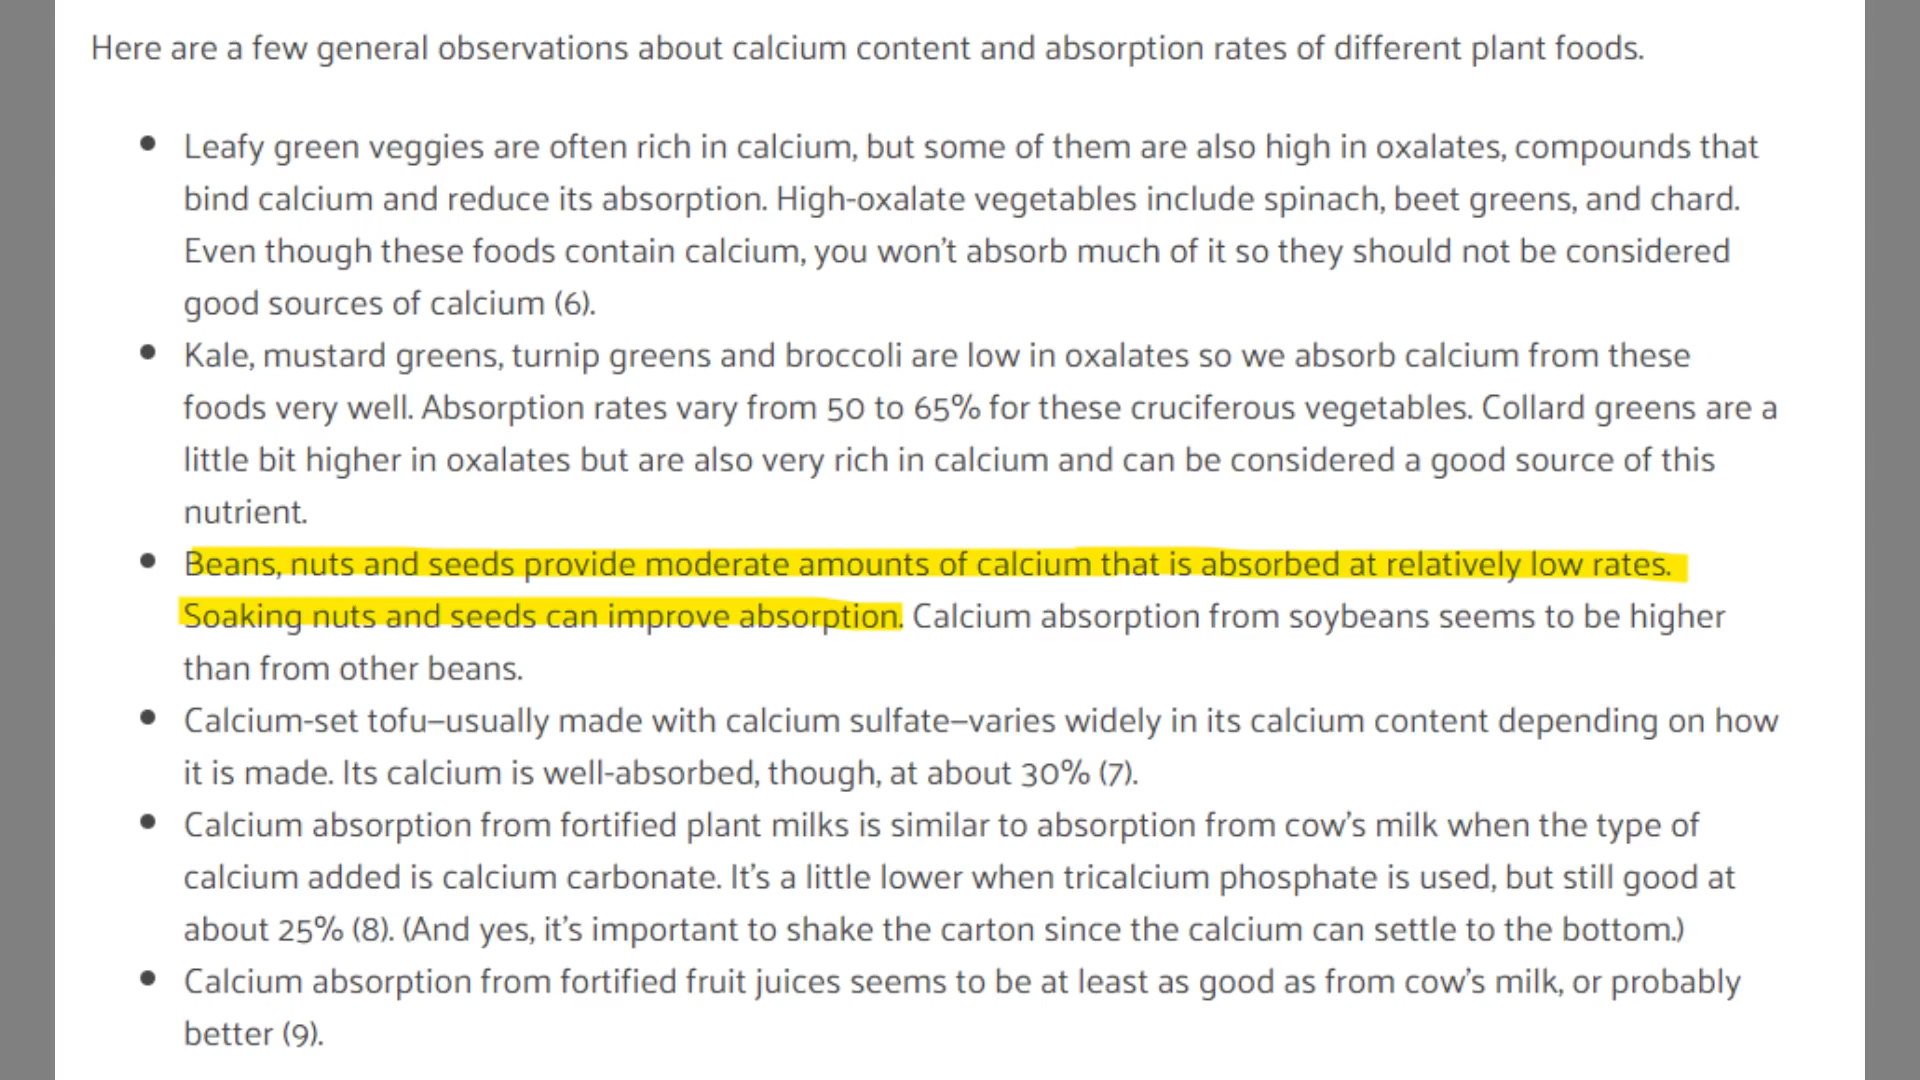 Here are a few general observations about calcium content and absorption rates of different plant foods.
• Leafy green veggies are often rich in calcium, but some of them are also high in oxalates, compounds that
bind calcium and reduce its absorption. High-oxalate vegetables include spinach, beet greens, and chard.
Even though these foods contain calcium, you won’t absorb much of it so they should not be considered
good sources of calcium (6).
• Kale, mustard greens, turnip greens and broccoli are low in oxalates so we absorb calcium from these
foods very well. Absorption rates vary from 50 to 65% for these cruciferous vegetables. Collard greens are a
little bit higher in oxalates but are also very rich in calcium and can be considered a good source of this
nutrient.
• Beans, nuts and seeds provide moderate amounts of calcium that is absorbed at relatively low rates.
Soaking nuts and seeds can improve absorption. Calcium absorption from soybeans seems to be higher
than from other beans.
• Calcium-set tofu–usually made with calcium sulfate–varies widely in its calcium content depending on how
it is made. Its calcium is well-absorbed, though, at about 30% (7).
• Calcium absorption from fortified plant milks is similar to absorption from cow’s milk when the type of
calcium added is calcium carbonate. It’s a little lower when tricalcium phosphate is used, but still good at
about 25% (8). (And yes, it’s important to shake the carton since the calcium can settle to the bottom.)
• Calcium absorption from fortified fruit juices seems to be at least as good as from cow’s milk, or probably
better (9).